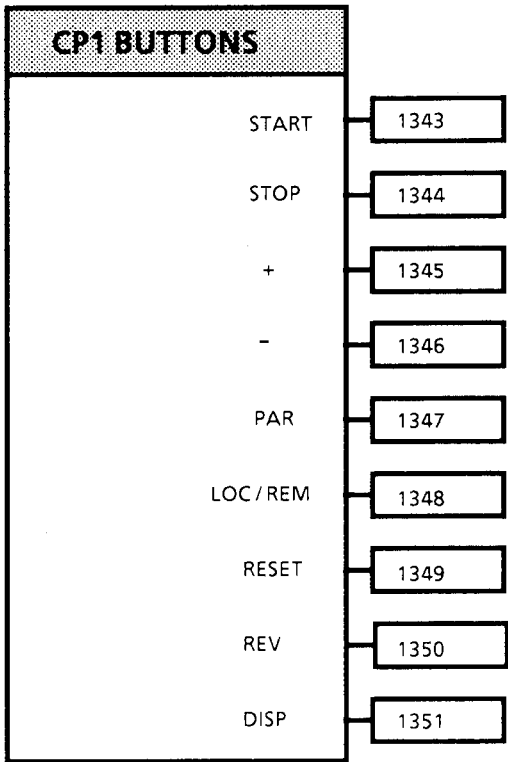 CP1 BUTTONS
START 1343
STOP 1344
+ 1345
- 1346
PAR 1347
LOC/REM 1348
RESET 1349
REV 1350
DISP 1351